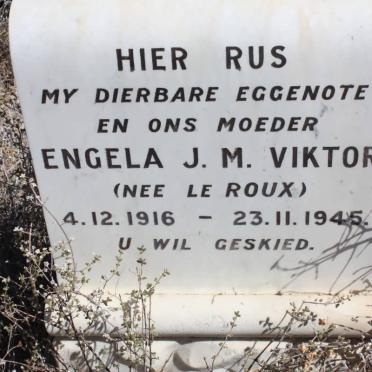 HIER RUS
MY DIERBARE EGGENOTE
EN ONS MOEDER
ENGELA J. M. VIKTOR
(NEE LE ROUX)
4.12.1916 – 23.11.1945.
U WIL GESKIED.